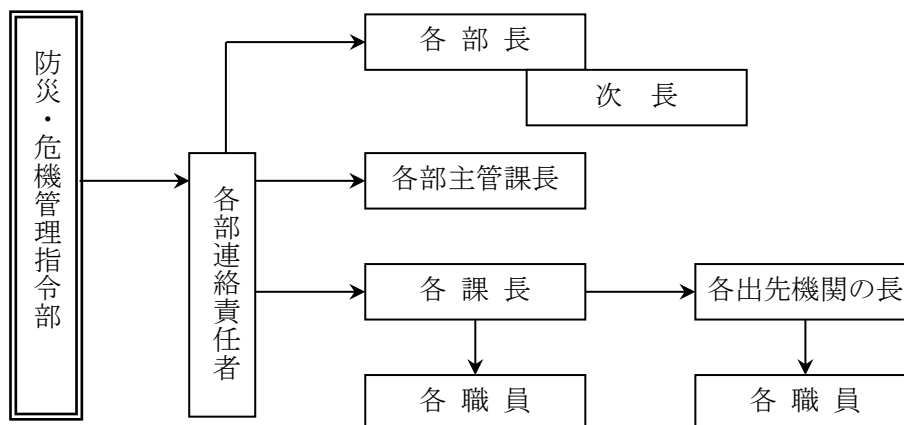 防災・危機管理指令部
各部連絡責任者
各 部 長
次　長
各部主管課長
各 課 長
各出先機関の長
各 職 員
各 職 員